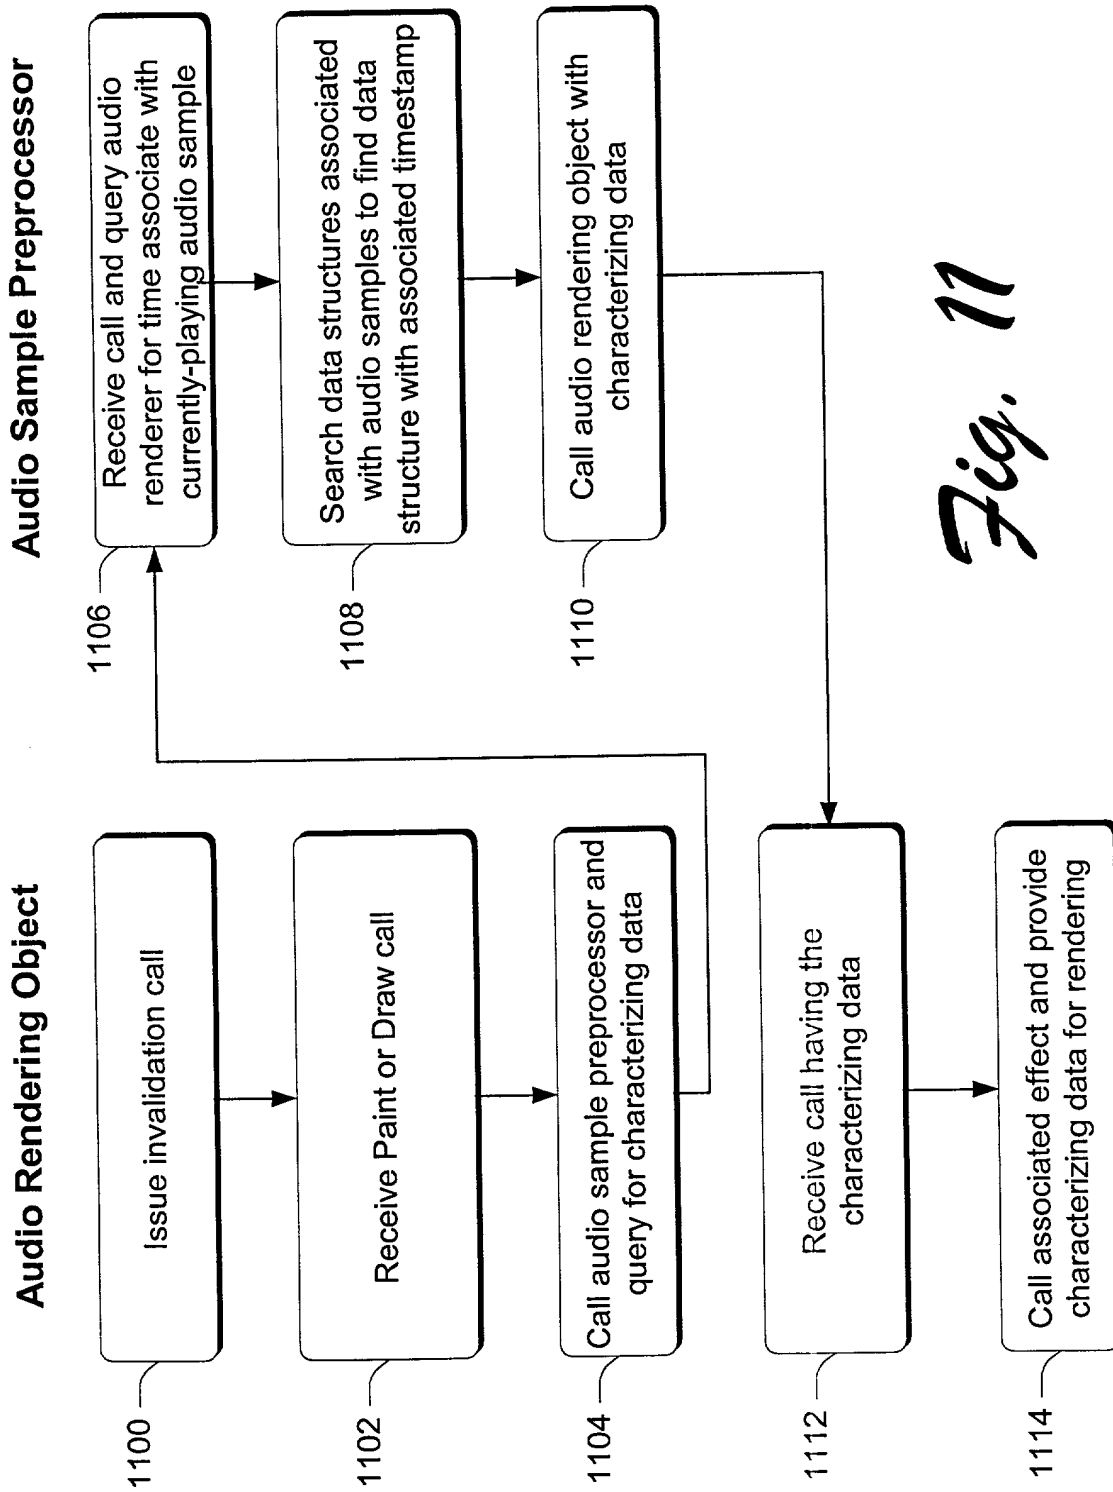 Audio Rendering Object
1100
Issue invalidation call
1102
Receive Paint or Draw call
1104
Call audio sample preprocessor and
query for characterizing data
1112
Receive call having the
characterizing data
1114
Call associated effect and provide
characterizing data for rendering
Audio Sample Preprocessor
1106
Receive call and query audio
renderer for time associate with
currently-playing audio sample
1108
Search data structures associated
with audio samples to find data
structure with associated timestamp
1110
Call audio rendering object with
characterizing data
Fig. 11